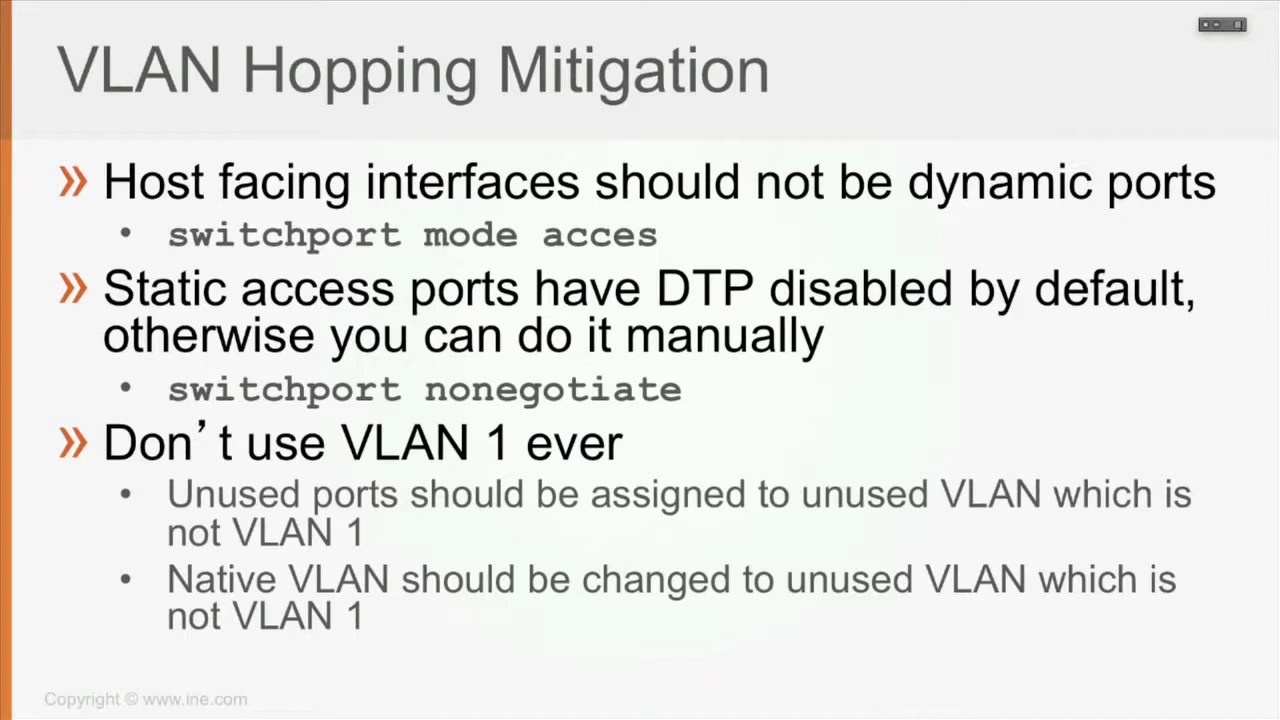 VLAN Hopping Mitigation
» Host facing interfaces should not be dynamic ports
• switchport mode acces
» Static access ports have DTP disabled by default,
otherwise you can do it manually
• switchport nonegotiate
» Don’t use VLAN 1 ever
• Unused ports should be assigned to unused VLAN which is
not VLAN 1
• Native VLAN should be changed to unused VLAN which is
not VLAN 1
Copyright © www.ine.com